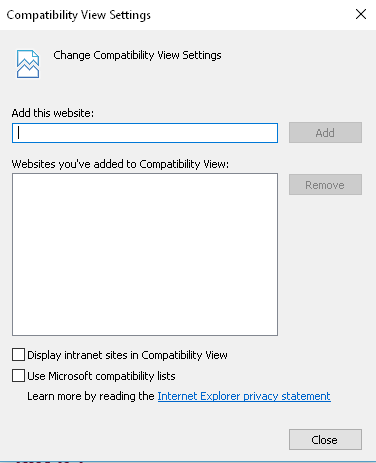 Compatibility View Settings
Change Compatibility View Settings
Add this website:
Add
Websites you've added to Compatibility View:
Remove
Display intranet sites in Compatibility View
Use Microsoft compatibility lists
Learn more by reading the Internet Explorer privacy statement
Close